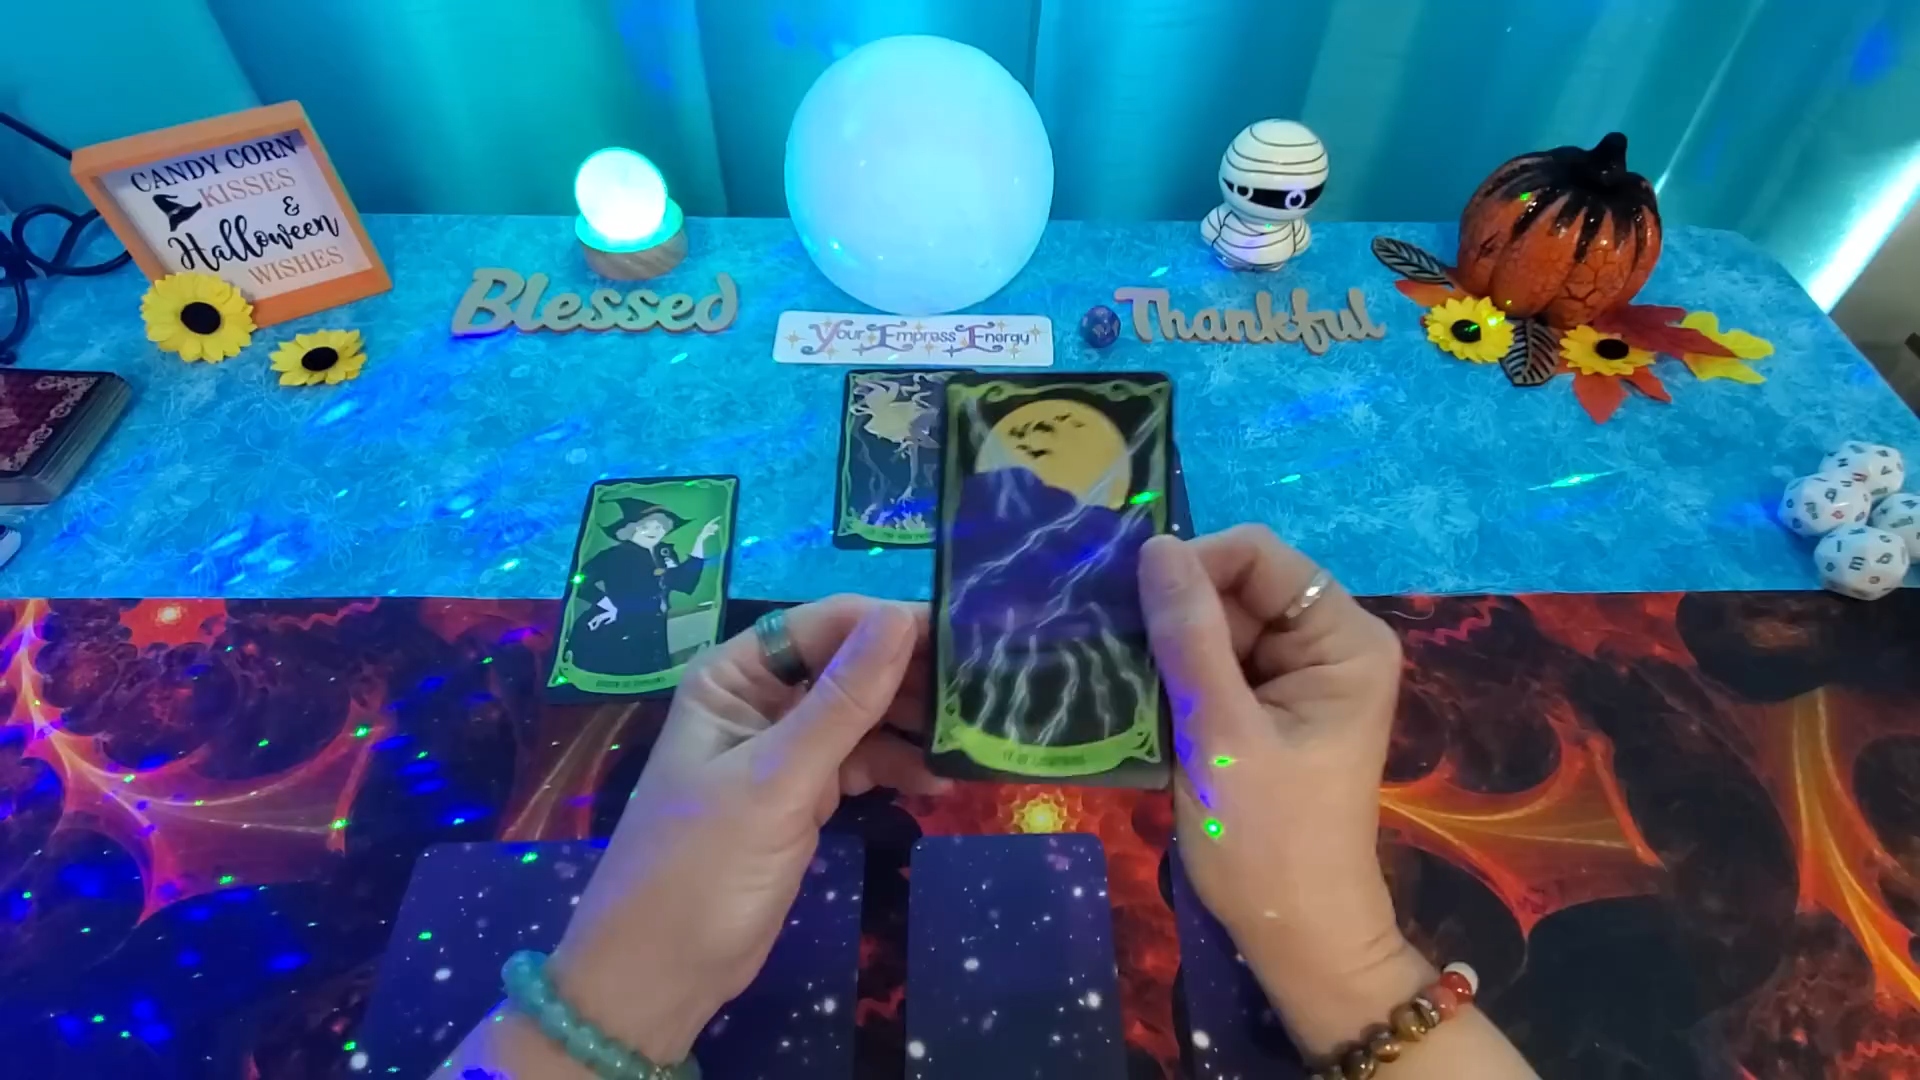 CANDY CORN
KISSES
&
Halloween
WISHES
Blessed
Your Empress Energy
Thankful